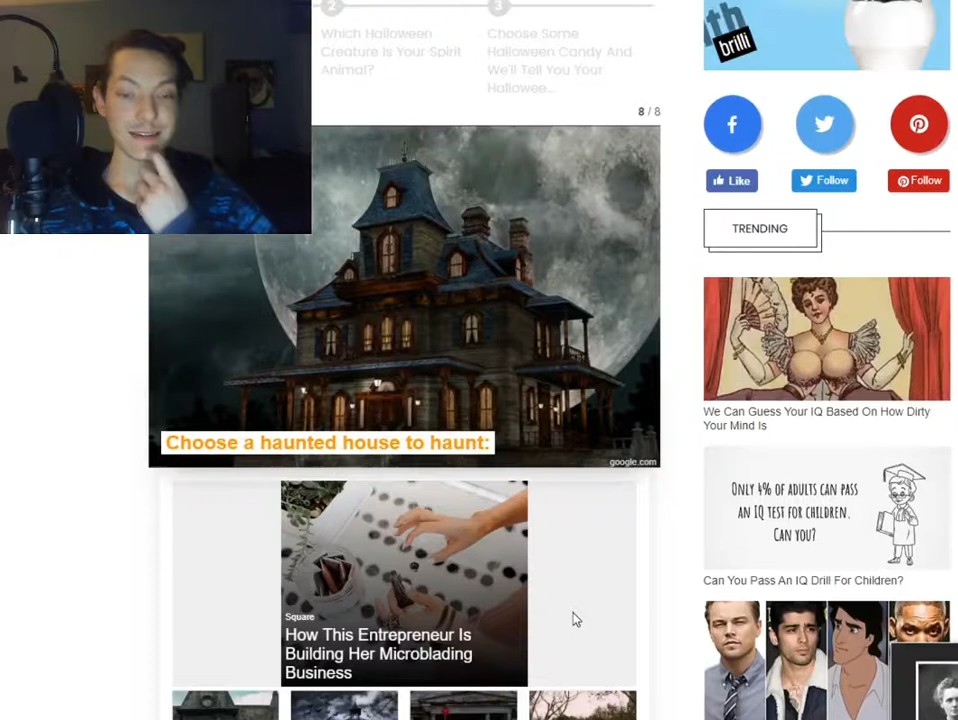 2
3
Which Halloween
Creature Is Your Spirit
Animal?
Choose Some
Halloween Candy And
We'll Tell You Your
Hallowee...
8 / 8
Choose a haunted house to haunt:
google.com
Square
How This Entrepreneur Is
Building Her Microblading
Business
brilli
Like
Follow
Follow
TRENDING
We Can Guess Your IQ Based On How Dirty
Your Mind Is
ONLY 4% OF ADULTS CAN PASS
AN IQ TEST FOR CHILDREN.
CAN YOU?
Can You Pass An IQ Drill For Children?